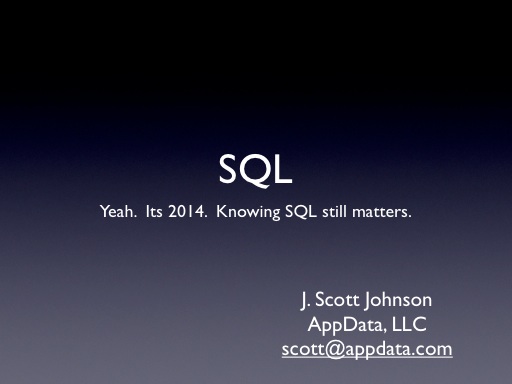 SQL
Yeah.  Its 2014.  Knowing SQL still matters.
J. Scott Johnson
AppData, LLC
scott@appdata.com